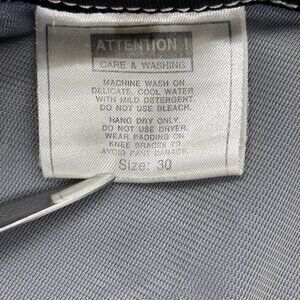 ATTENTION !
CARE & WASHING
MACHINE WASH ON
DELICATE, COOL WATER
WITH MILD DETERGENT.
DO NOT USE BLEACH.
HANG DRY ONLY.
DO NOT USE DRYER.
WEAR PADDING ON
KNEE BRACES TO
AVOID PANT DAMAGE.
Size: 30